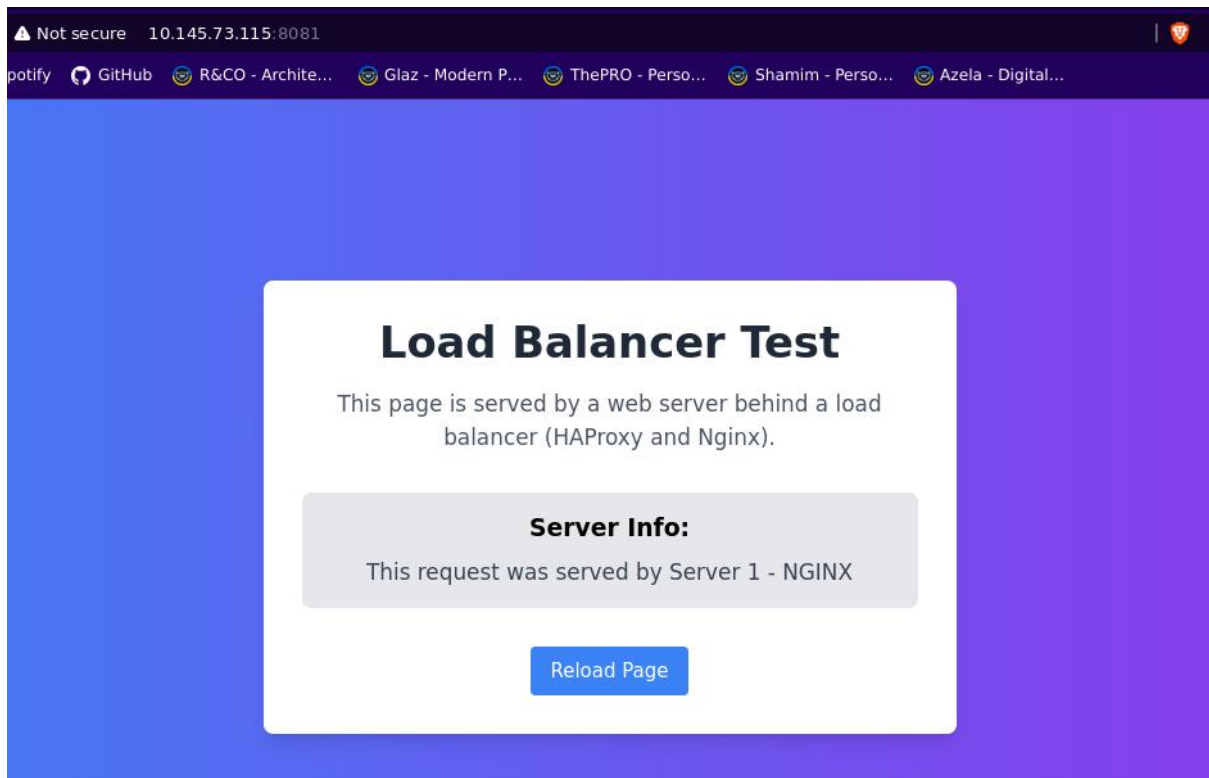 Not secure 10.145.73.115:8081
potify GitHub R&CO - Archite... Glaz - Modern P... ThePRO - Perso... Shamim - Perso... Azela - Digital...
Load Balancer Test
This page is served by a web server behind a load
balancer (HAProxy and Nginx).
Server Info:
This request was served by Server 1 - NGINX
Reload Page